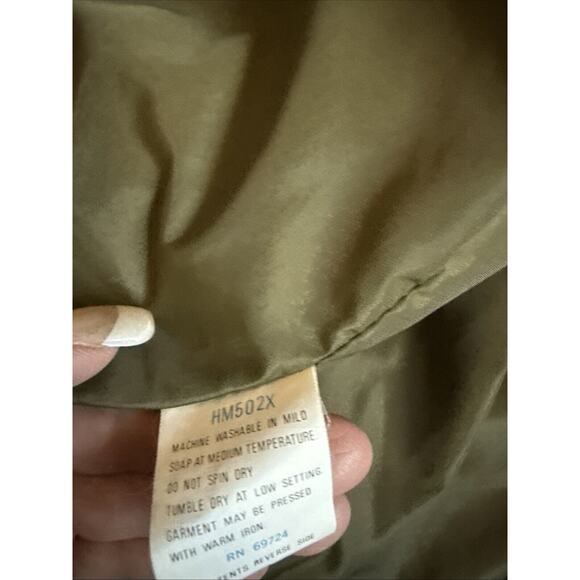 HM502X
MACHINE WASHABLE IN MILD
SOAP AT MEDIUM TEMPERATURE.
DO NOT SPIN DRY.
TUMBLE DRY AT LOW SETTING.
GARMENT MAY BE PRESSED
WITH WARM IRON.
RN 69724
REVERSE SIDE